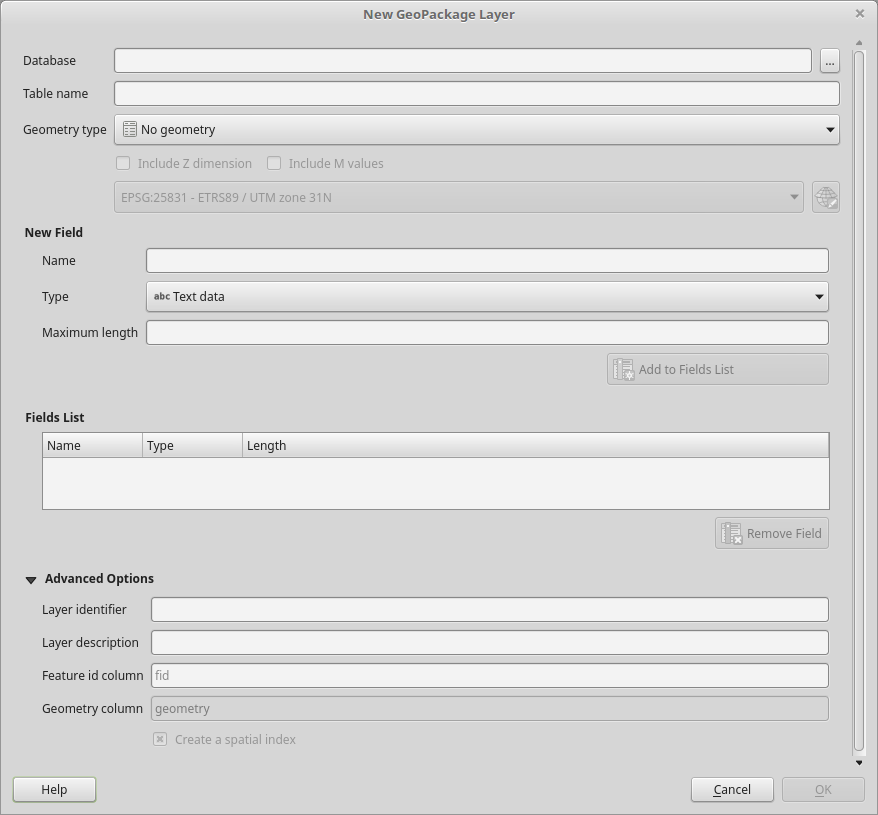 New GeoPackage Layer
Database
...
Table name
Geometry type No geometry
Include Z dimension Include M values
EPSG:25831 - ETRS89 / UTM zone 31N
New Field
Name
Type abc Text data
Maximum length
Add to Fields List
Fields List
Name Type Length
Remove Field
Advanced Options
Layer identifier
Layer description
Feature id column fid
Geometry column geometry
Create a spatial index
Help Cancel OK